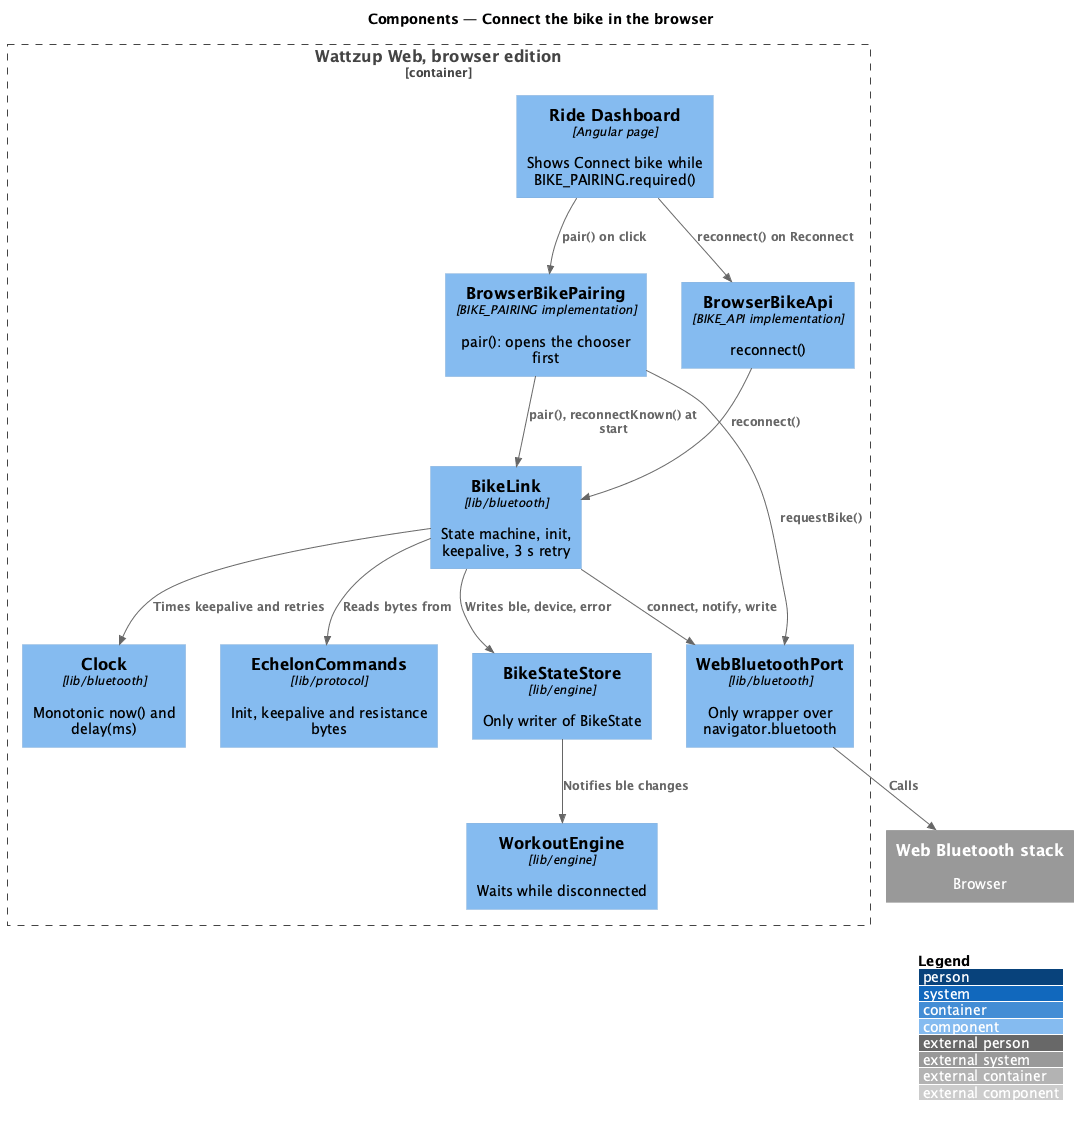 Components — Connect the bike in the browser
Wattzup Web, browser edition
[container]
Ride Dashboard
[Angular page]
Shows Connect bike while
BIKE_PAIRING.required()
pair() on click
reconnect() on Reconnect
BrowserBikePairing
[BIKE_PAIRING implementation]
pair(): opens the chooser
first
BrowserBikeApi
[BIKE_API implementation]
reconnect()
pair(), reconnectKnown() at
start
reconnect()
BikeLink
[lib/bluetooth]
State machine, init,
keepalive, 3 s retry
requestBike()
Times keepalive and retries
Reads bytes from
Writes ble, device, error
connect, notify, write
Clock
[lib/bluetooth]
Monotonic now() and
delay(ms)
EchelonCommands
[lib/protocol]
Init, keepalive and resistance
bytes
BikeStateStore
[lib/engine]
Only writer of BikeState
WebBluetoothPort
[lib/bluetooth]
Only wrapper over
navigator.bluetooth
Notifies ble changes
Calls
WorkoutEngine
[lib/engine]
Waits while disconnected
Web Bluetooth stack
Browser
Legend
person
system
container
component
external person
external system
external container
external component